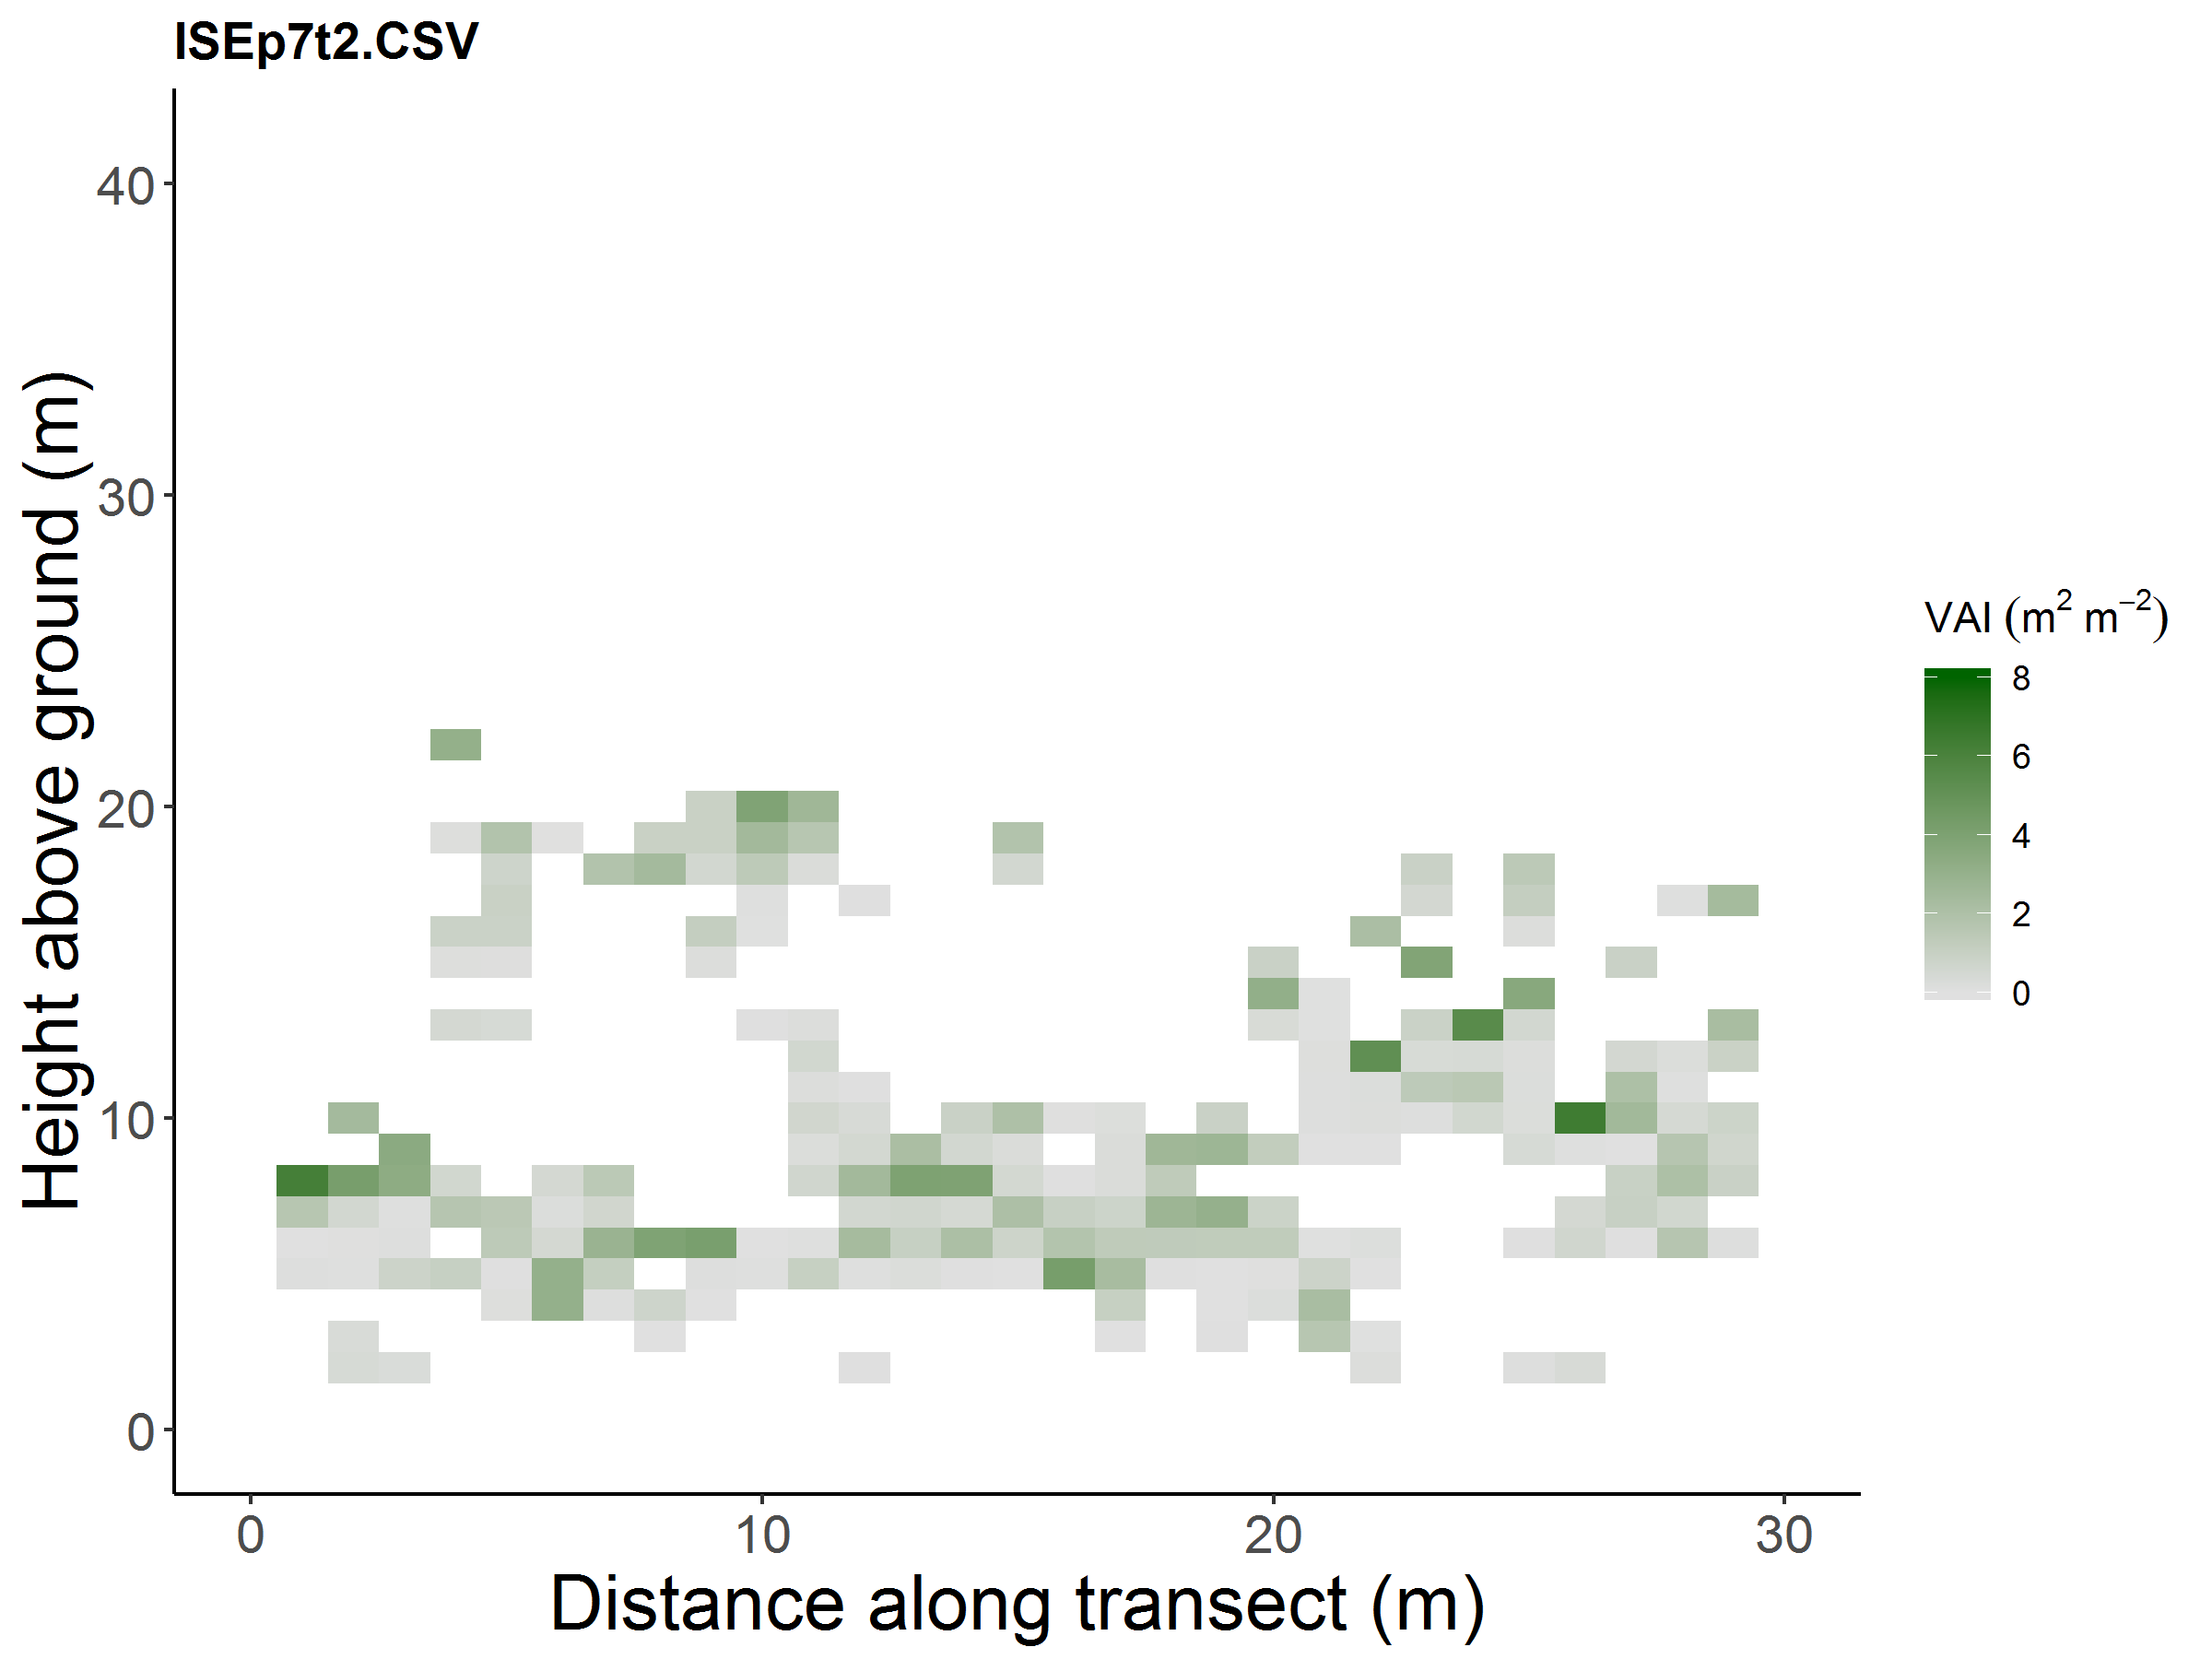 ISEp7t2.CSV
Height above ground (m)
40
30
20
10
0
0 10 20 30
Distance along transect (m)
VAI (m² m⁻²)
8
6
4
2
0